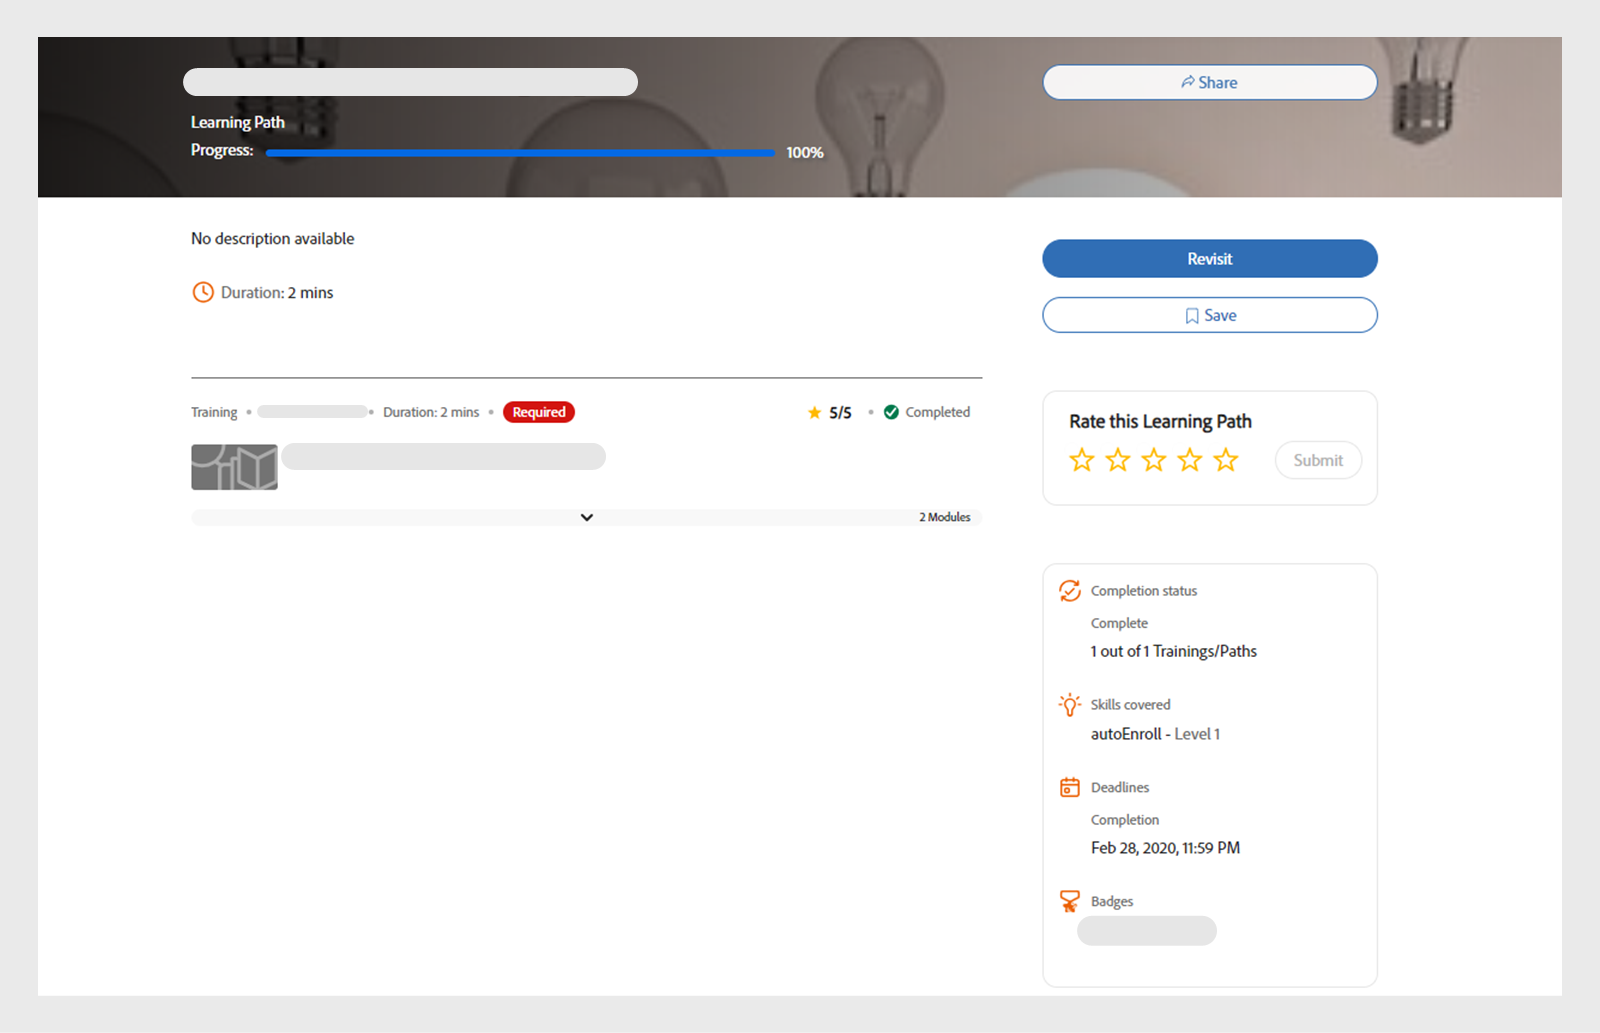 Share
Learning Path
Progress: 100%
No description available
Duration: 2 mins
Revisit
Save
Training • • Duration: 2 mins • Required 5/5 • Completed
2 Modules
Rate this Learning Path
Submit
Completion status
Complete
1 out of 1 Trainings/Paths
Skills covered
autoEnroll - Level 1
Deadlines
Completion
Feb 28, 2020, 11:59 PM
Badges